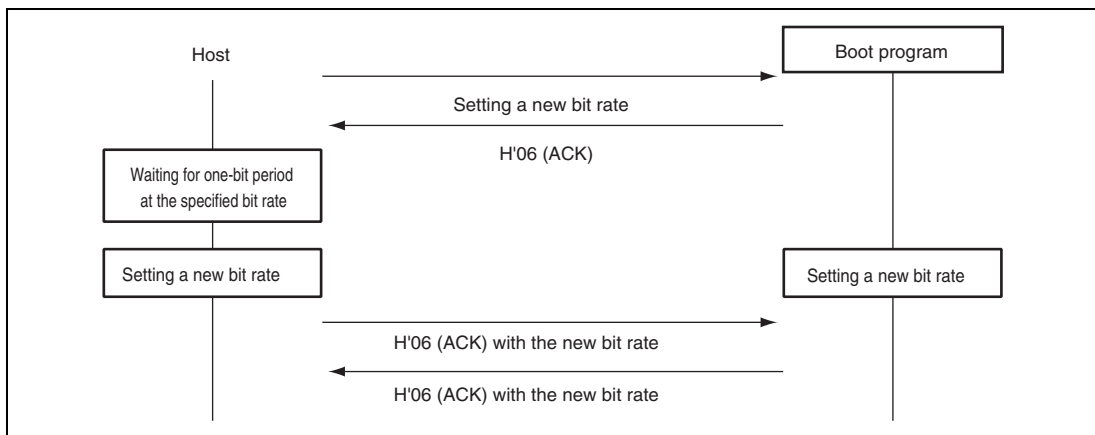 Host
Boot program
Setting a new bit rate
H'06 (ACK)
Waiting for one-bit period
at the specified bit rate
Setting a new bit rate
Setting a new bit rate
H'06 (ACK) with the new bit rate
H'06 (ACK) with the new bit rate